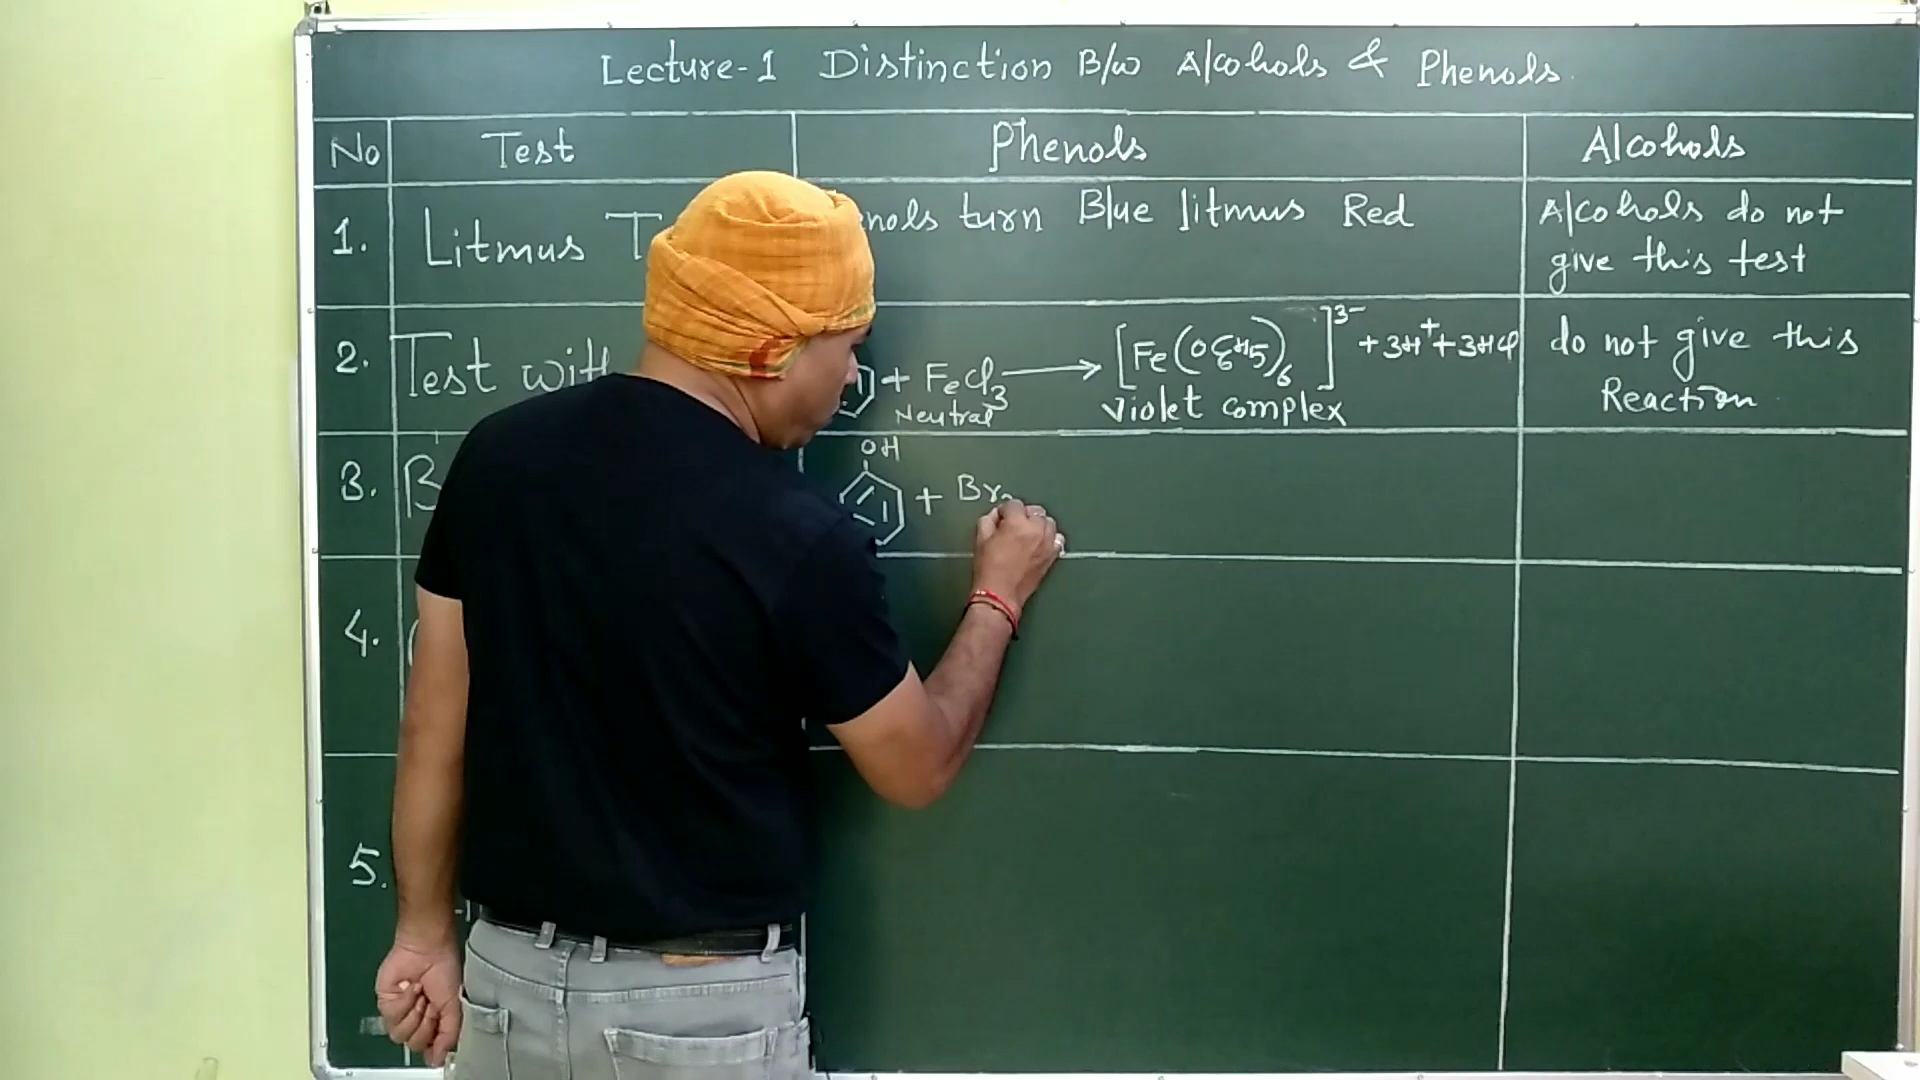 Lecture-1 Distinction B/w Alcohols & Phenols.
No Test Phenols Alcohols
1. Litmus T
nols turn Blue litmus Red
Alcohols do not
give this test
2. Test with
+ FeCl3 → [Fe(OC6H5)6]3- + 3H+ + 3HCl
Neutral
Violet complex
do not give this
Reaction
3. B
OH
+ Br2
4.
5.